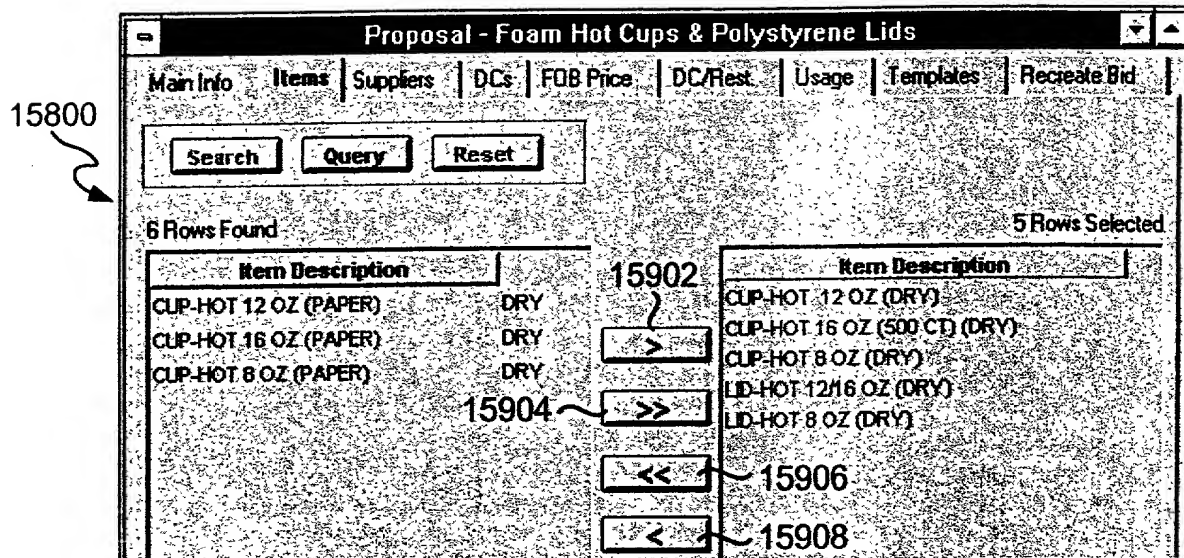 Proposal - Foam Hot Cups & Polystyrene Lids
Main Info Items Suppliers DCs FOB Price DC/Rest. Usage Templates Recreate Bid
15800
Search Query Reset
6 Rows Found
5 Rows Selected
Item Description
CUP-HOT 12 OZ (PAPER) DRY
CUP-HOT 16 OZ (PAPER) DRY
CUP-HOT 8 OZ (PAPER) DRY
15902
>
15904 >>
<< 15906
< 15908
Item Description
CUP-HOT 12 OZ (DRY)
CUP-HOT 16 OZ (500 CT) (DRY)
CUP-HOT 8 OZ (DRY)
LID-HOT 12/16 OZ (DRY)
LID-HOT 8 OZ (DRY)